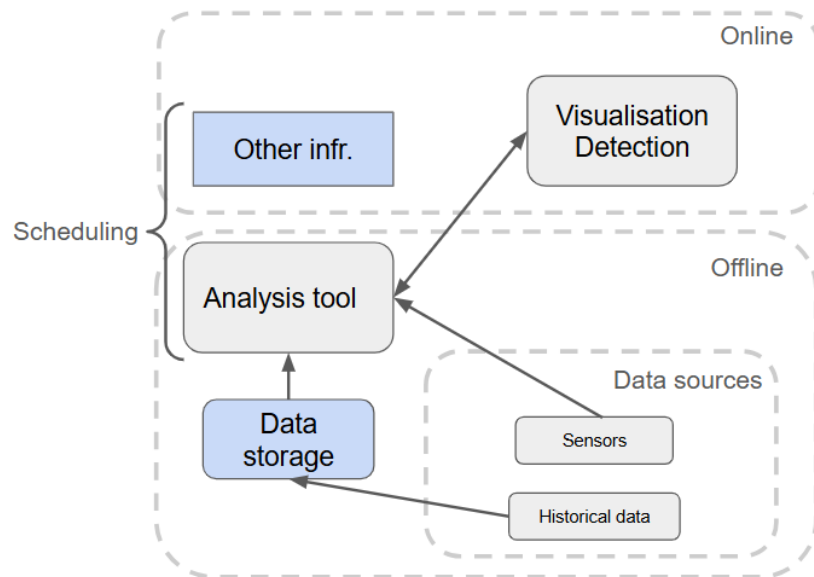 Online
Visualisation
Detection
Other infr.
Scheduling
Offline
Analysis tool
Data sources
Data
storage
Sensors
Historical data